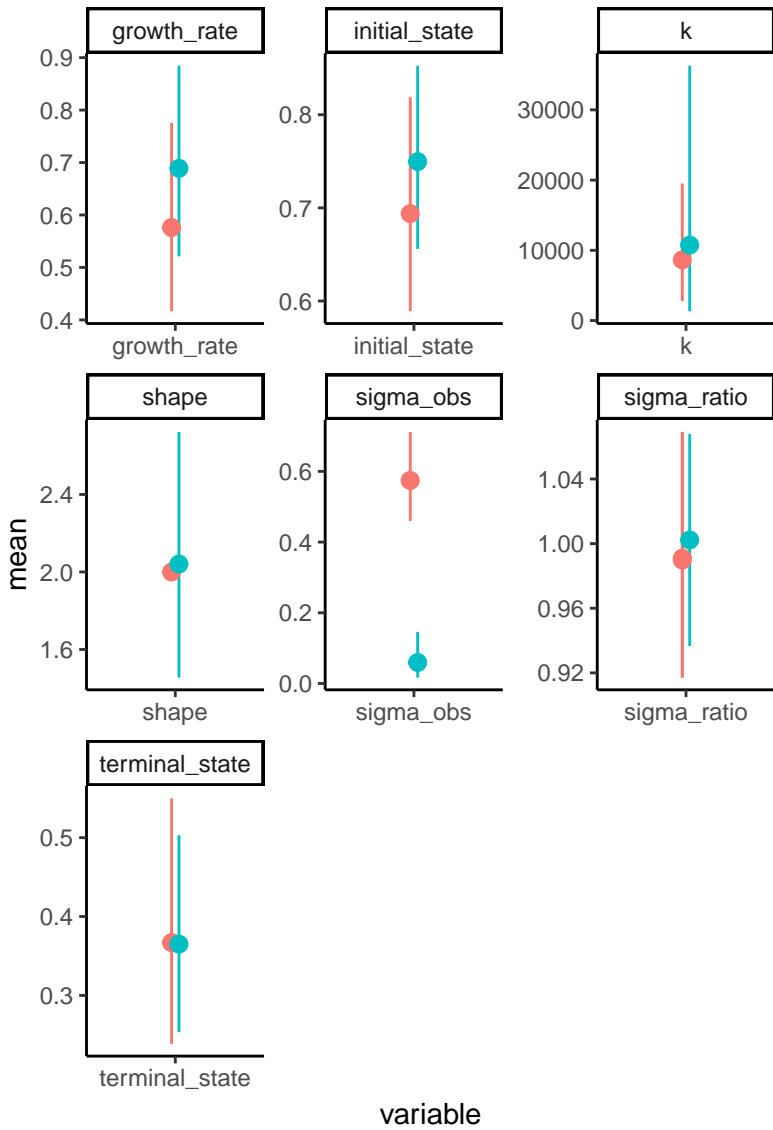 growth_rate
initial_state
k
0.9
0.8
0.7
0.6
0.5
0.4
0.8
0.7
0.6
30000
20000
10000
0
growth_rate
initial_state
k
shape
sigma_obs
sigma_ratio
2.4
2.0
1.6
0.6
0.4
0.2
0.0
1.04
1.00
0.96
0.92
shape
sigma_obs
sigma_ratio
terminal_state
0.5
0.4
0.3
terminal_state
mean
variable